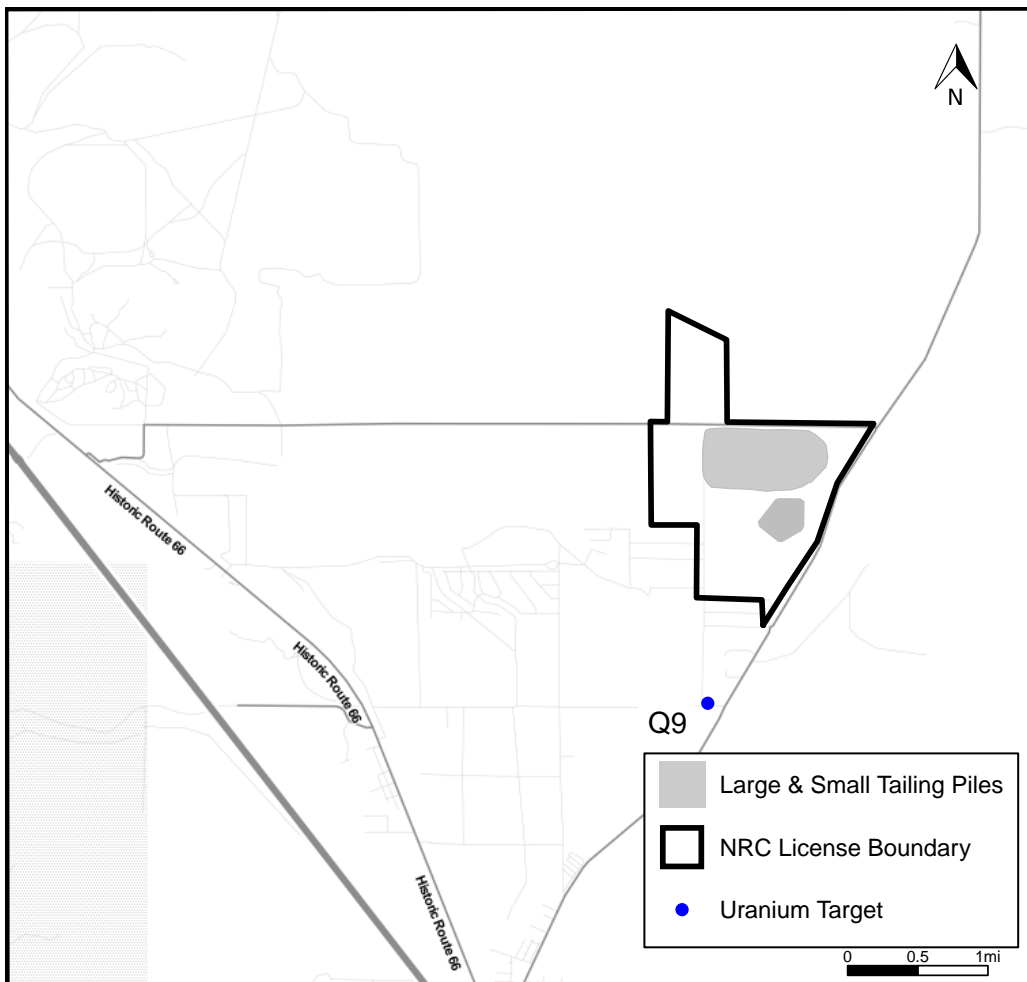 N
Historic Route 66
Historic Route 66
Q9
Large & Small Tailing Piles
NRC License Boundary
Uranium Target
Historic Route 66
0 0.5 1mi